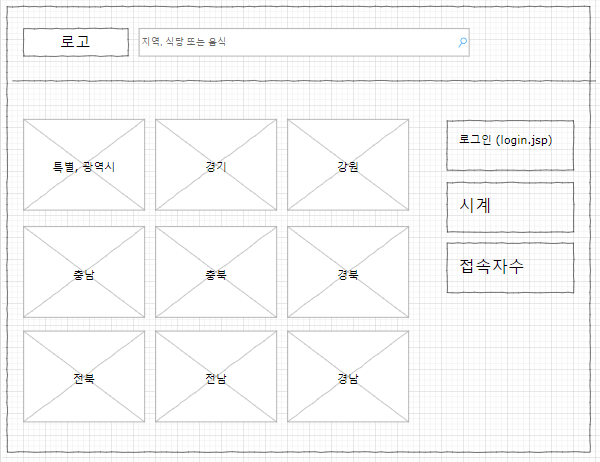 로고
지역, 식당 또는 음식
특별, 광역시
경기
강원
로그인 (login.jsp)
시계
접속자수
충남
충북
경북
전북
전남
경남